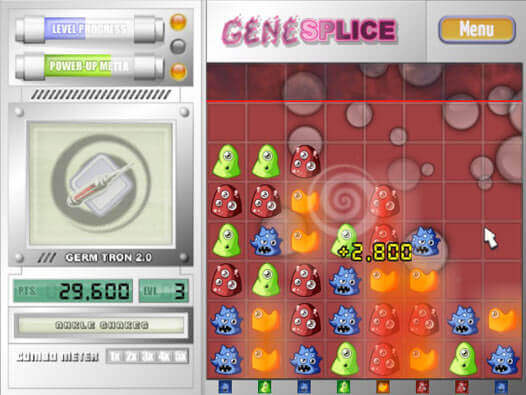 LEVEL PROGRESS
POWER-UP METER
GENESPLICE
Menu
GERM TRON 2.0
+2,800
PTS. 29,600 LVL 3
ANKLE SHAKES
COMBO METER 1x 2x 3x 4x 5x